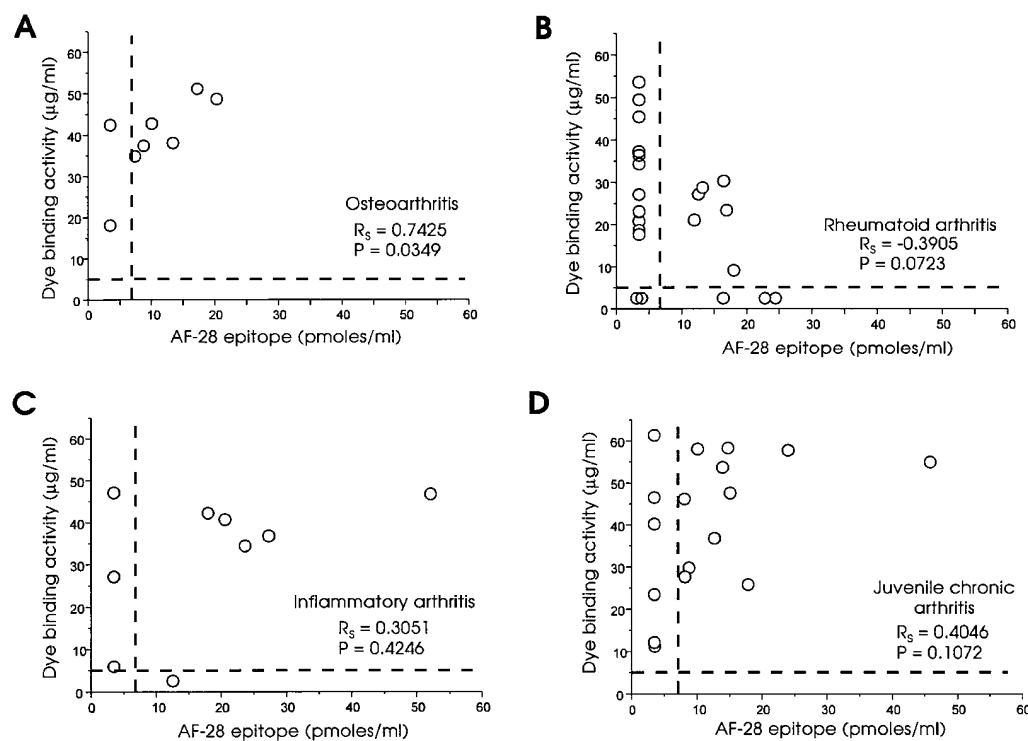 A
Dye binding activity (μg/ml)
60
50
40
30
20
10
0
Osteoarthritis
RS = 0.7425
P = 0.0349
0 10 20 30 40 50 60
AF-28 epitope (pmoles/ml)
B
Dye binding activity (μg/ml)
60
50
40
30
20
10
0
Rheumatoid arthritis
RS = -0.3905
P = 0.0723
0 10 20 30 40 50 60
AF-28 epitope (pmoles/ml)
C
Dye binding activity (μg/ml)
60
50
40
30
20
10
0
Inflammatory arthritis
RS = 0.3051
P = 0.4246
0 10 20 30 40 50 60
AF-28 epitope (pmoles/ml)
D
Dye binding activity (μg/ml)
60
50
40
30
20
10
0
Juvenile chronic
arthritis
RS = 0.4046
P = 0.1072
0 10 20 30 40 50 60
AF-28 epitope (pmoles/ml)